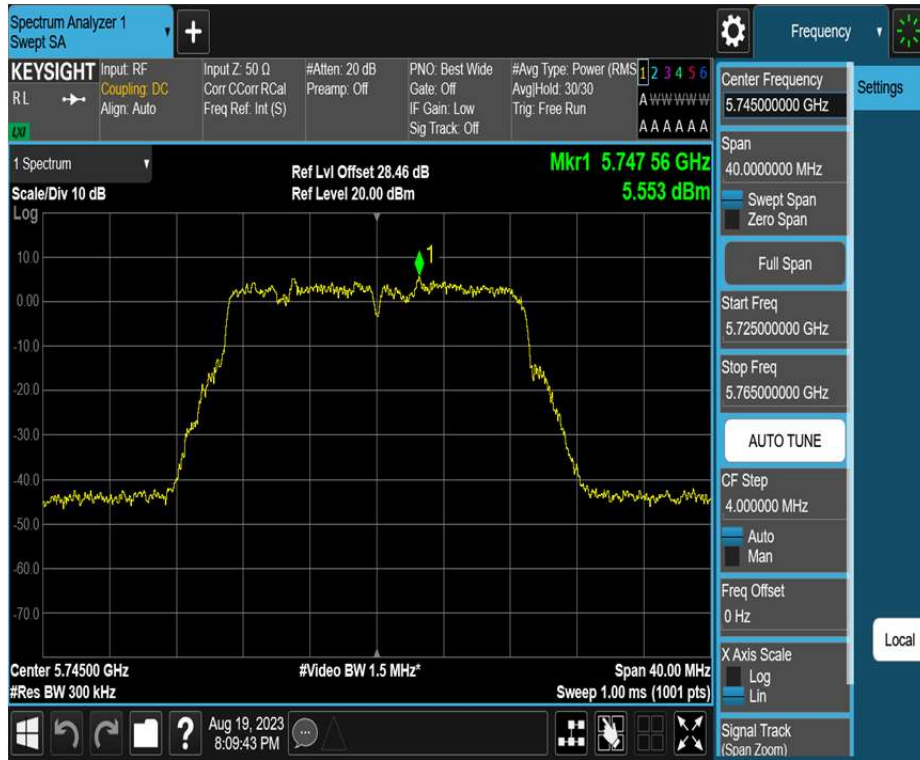 Spectrum Analyzer 1
Swept SA
+
Frequency
KEYSIGHT
RL
LXI
Input: RF
Coupling: DC
Align: Auto
Input Z: 50 Ω
Corr CCorr RCal
Freq Ref: Int (S)
#Atten: 20 dB
Preamp: Off
PNO: Best Wide
Gate: Off
IF Gain: Low
Sig Track: Off
#Avg Type: Power (RMS
Avg|Hold: 30/30
Trig: Free Run
1 2 3 4 5 6
A W W W W W
A A A A A A
1 Spectrum
Scale/Div 10 dB
Log
Ref Lvl Offset 28.46 dB
Ref Level 20.00 dBm
Mkr1 5.747 56 GHz
5.553 dBm
1
10.0
0.00
-10.0
-20.0
-30.0
-40.0
-50.0
-60.0
-70.0
Center 5.74500 GHz
#Res BW 300 kHz
#Video BW 1.5 MHz*
Span 40.00 MHz
Sweep 1.00 ms (1001 pts)
?
Aug 19, 2023
8:09:43 PM
Center Frequency
5.745000000 GHz
Span
40.0000000 MHz
Swept Span
Zero Span
Full Span
Start Freq
5.725000000 GHz
Stop Freq
5.765000000 GHz
AUTO TUNE
CF Step
4.000000 MHz
Auto
Man
Freq Offset
0 Hz
X Axis Scale
Log
Lin
Signal Track
(Span Zoom)
Settings
Local